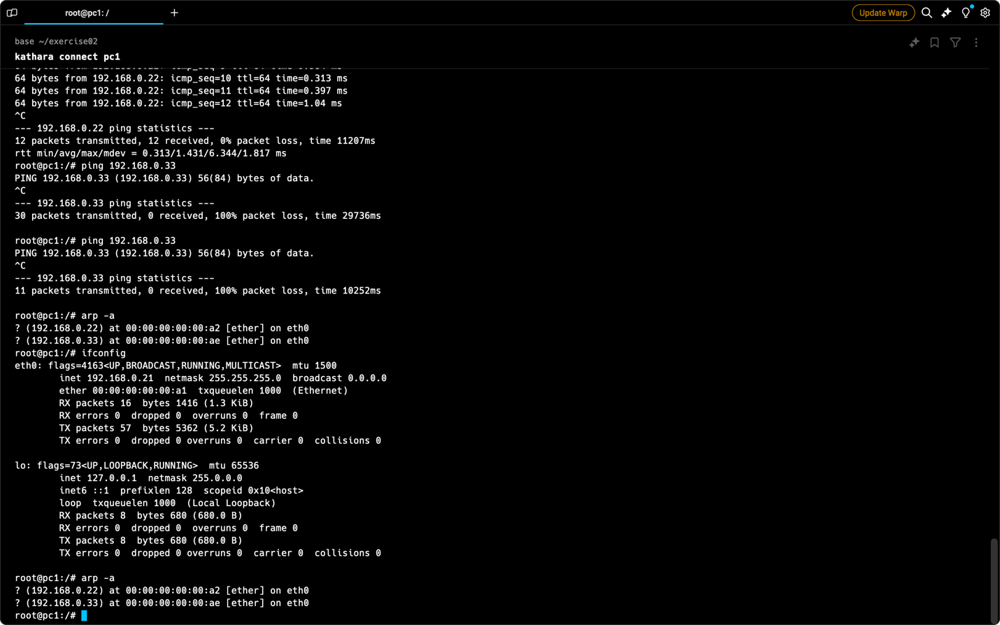 root@pc1: /
Update Warp
base ~/exercise02
kathara connect pc1
64 bytes from 192.168.0.22: icmp_seq=10 ttl=64 time=0.313 ms
64 bytes from 192.168.0.22: icmp_seq=11 ttl=64 time=0.397 ms
64 bytes from 192.168.0.22: icmp_seq=12 ttl=64 time=1.04 ms
^C
--- 192.168.0.22 ping statistics ---
12 packets transmitted, 12 received, 0% packet loss, time 11207ms
rtt min/avg/max/mdev = 0.313/1.431/6.344/1.817 ms
root@pc1:/# ping 192.168.0.33
PING 192.168.0.33 (192.168.0.33) 56(84) bytes of data.
^C
--- 192.168.0.33 ping statistics ---
30 packets transmitted, 0 received, 100% packet loss, time 29736ms
root@pc1:/# ping 192.168.0.33
PING 192.168.0.33 (192.168.0.33) 56(84) bytes of data.
^C
--- 192.168.0.33 ping statistics ---
11 packets transmitted, 0 received, 100% packet loss, time 10252ms
root@pc1:/# arp -a
? (192.168.0.22) at 00:00:00:00:00:a2 [ether] on eth0
? (192.168.0.33) at 00:00:00:00:00:ae [ether] on eth0
root@pc1:/# ifconfig
eth0: flags=4163<UP,BROADCAST,RUNNING,MULTICAST>  mtu 1500
        inet 192.168.0.21  netmask 255.255.255.0  broadcast 0.0.0.0
        ether 00:00:00:00:00:a1  txqueuelen 1000  (Ethernet)
        RX packets 16  bytes 1416 (1.3 KiB)
        RX errors 0  dropped 0  overruns 0  frame 0
        TX packets 57  bytes 5362 (5.2 KiB)
        TX errors 0  dropped 0 overruns 0  carrier 0  collisions 0
lo: flags=73<UP,LOOPBACK,RUNNING>  mtu 65536
        inet 127.0.0.1  netmask 255.0.0.0
        inet6 ::1  prefixlen 128  scopeid 0x10<host>
        loop  txqueuelen 1000  (Local Loopback)
        RX packets 8  bytes 680 (680.0 B)
        RX errors 0  dropped 0  overruns 0  frame 0
        TX packets 8  bytes 680 (680.0 B)
        TX errors 0  dropped 0 overruns 0  carrier 0  collisions 0
root@pc1:/# arp -a
? (192.168.0.22) at 00:00:00:00:00:a2 [ether] on eth0
? (192.168.0.33) at 00:00:00:00:00:ae [ether] on eth0
root@pc1:/#